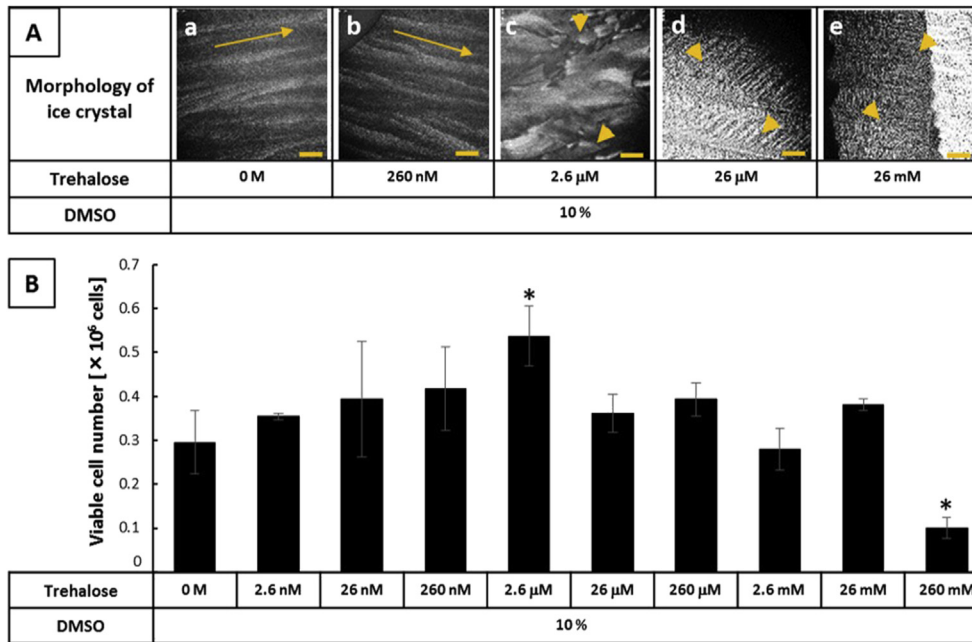 A
a b c d e
Morphology of
ice crystal
Trehalose 0 M 260 nM 2.6 µM 26 µM 26 mM
DMSO 10 %
B
Viable cell number [ × 10⁶ cells]
0.7
0.6
0.5
0.4
0.3
0.2
0.1
0
*
*
Trehalose 0 M 2.6 nM 26 nM 260 nM 2.6 µM 26 µM 260 µM 2.6 mM 26 mM 260 mM
DMSO 10 %